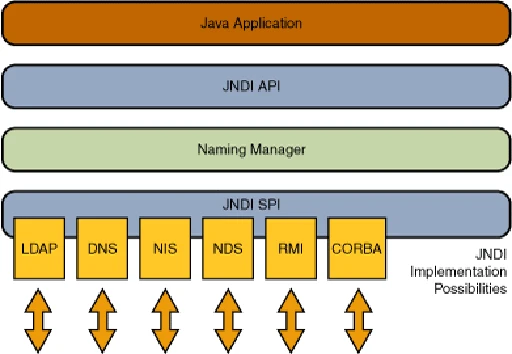 Java Application
JNDI API
Naming Manager
JNDI SPI
LDAP
DNS
NIS
NDS
RMI
CORBA
JNDI
Implementation
Possibilities